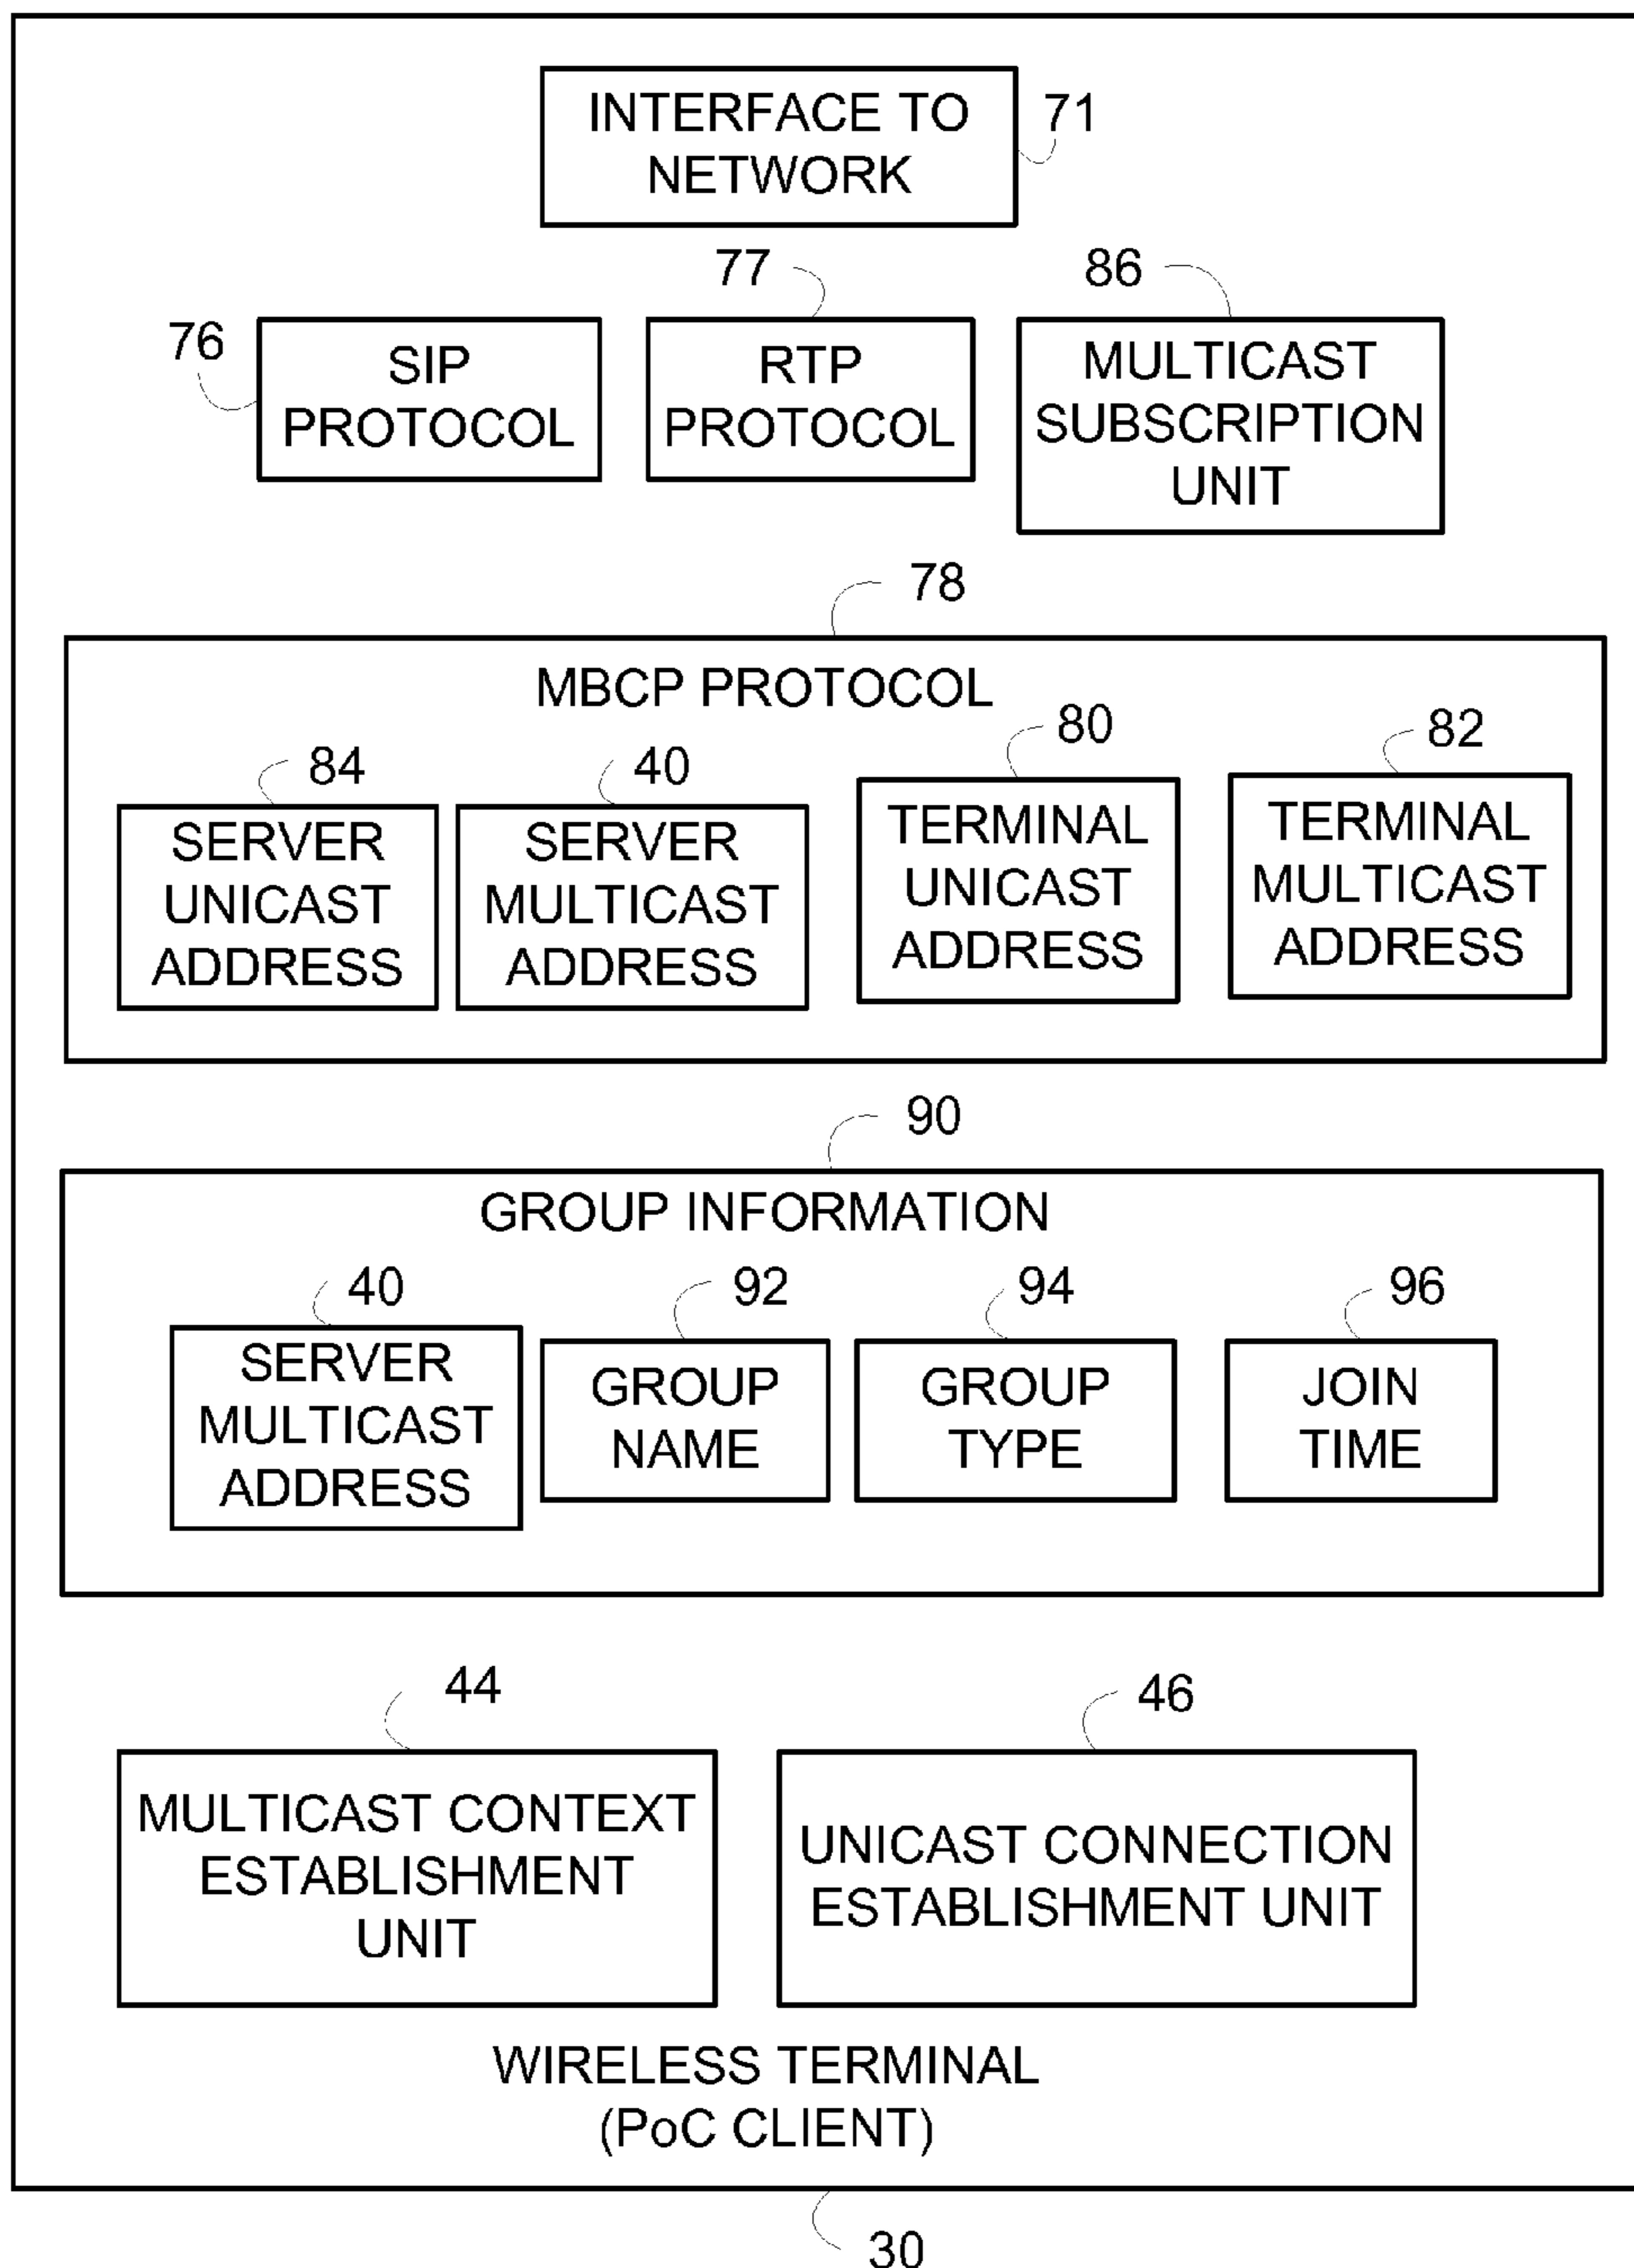 INTERFACE TO
NETWORK
71
77
86
76
SIP
PROTOCOL
RTP
PROTOCOL
MULTICAST
SUBSCRIPTION
UNIT
78
MBCP PROTOCOL
84
40
80
82
SERVER
UNICAST
ADDRESS
SERVER
MULTICAST
ADDRESS
TERMINAL
UNICAST
ADDRESS
TERMINAL
MULTICAST
ADDRESS
90
GROUP INFORMATION
40
92
94
96
SERVER
MULTICAST
ADDRESS
GROUP
NAME
GROUP
TYPE
JOIN
TIME
44
46
MULTICAST CONTEXT
ESTABLISHMENT
UNIT
UNICAST CONNECTION
ESTABLISHMENT UNIT
WIRELESS TERMINAL
(PoC CLIENT)
30